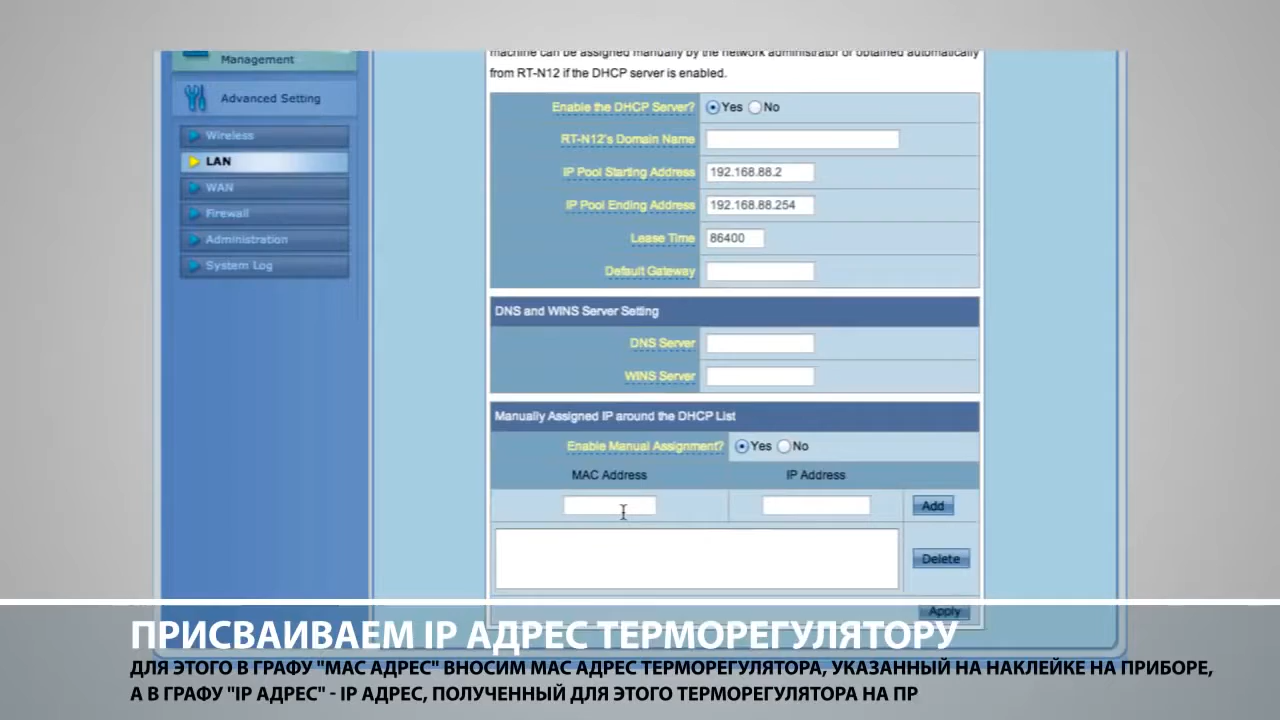 Management
machine can be assigned manually by the network administrator or obtained automatically
from RT-N12 if the DHCP server is enabled.
Advanced Setting
Wireless
LAN
WAN
Firewall
Administration
System Log
Enable the DHCP Server? Yes No
RT-N12's Domain Name
IP Pool Starting Address 192.168.88.2
IP Pool Ending Address 192.168.88.254
Lease Time 86400
Default Gateway
DNS and WINS Server Setting
DNS Server
WINS Server
Manually Assigned IP around the DHCP List
Enable Manual Assignment? Yes No
MAC Address IP Address
Add
Delete
Apply
ПРИСВАИВАЕМ IP АДРЕС ТЕРМОРЕГУЛЯТОРУ
ДЛЯ ЭТОГО В ГРАФУ "MAC АДРЕС" ВНОСИМ MAC АДРЕС ТЕРМОРЕГУЛЯТОРА, УКАЗАННЫЙ НА НАКЛЕЙКЕ НА ПРИБОРЕ,
А В ГРАФУ "IP АДРЕС" - IP АДРЕС, ПОЛУЧЕННЫЙ ДЛЯ ЭТОГО ТЕРМОРЕГУЛЯТОРА НА ПР